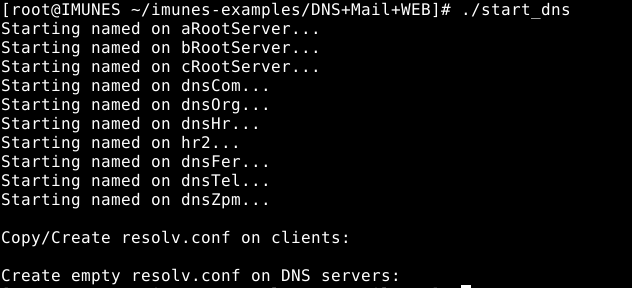 [root@IMUNES ~/imunes-examples/DNS+Mail+WEB]# ./start_dns
Starting named on aRootServer...
Starting named on bRootServer...
Starting named on cRootServer...
Starting named on dnsCom...
Starting named on dnsOrg...
Starting named on dnsHr...
Starting named on hr2...
Starting named on dnsFer...
Starting named on dnsTel...
Starting named on dnsZpm...
Copy/Create resolv.conf on clients:
Create empty resolv.conf on DNS servers: